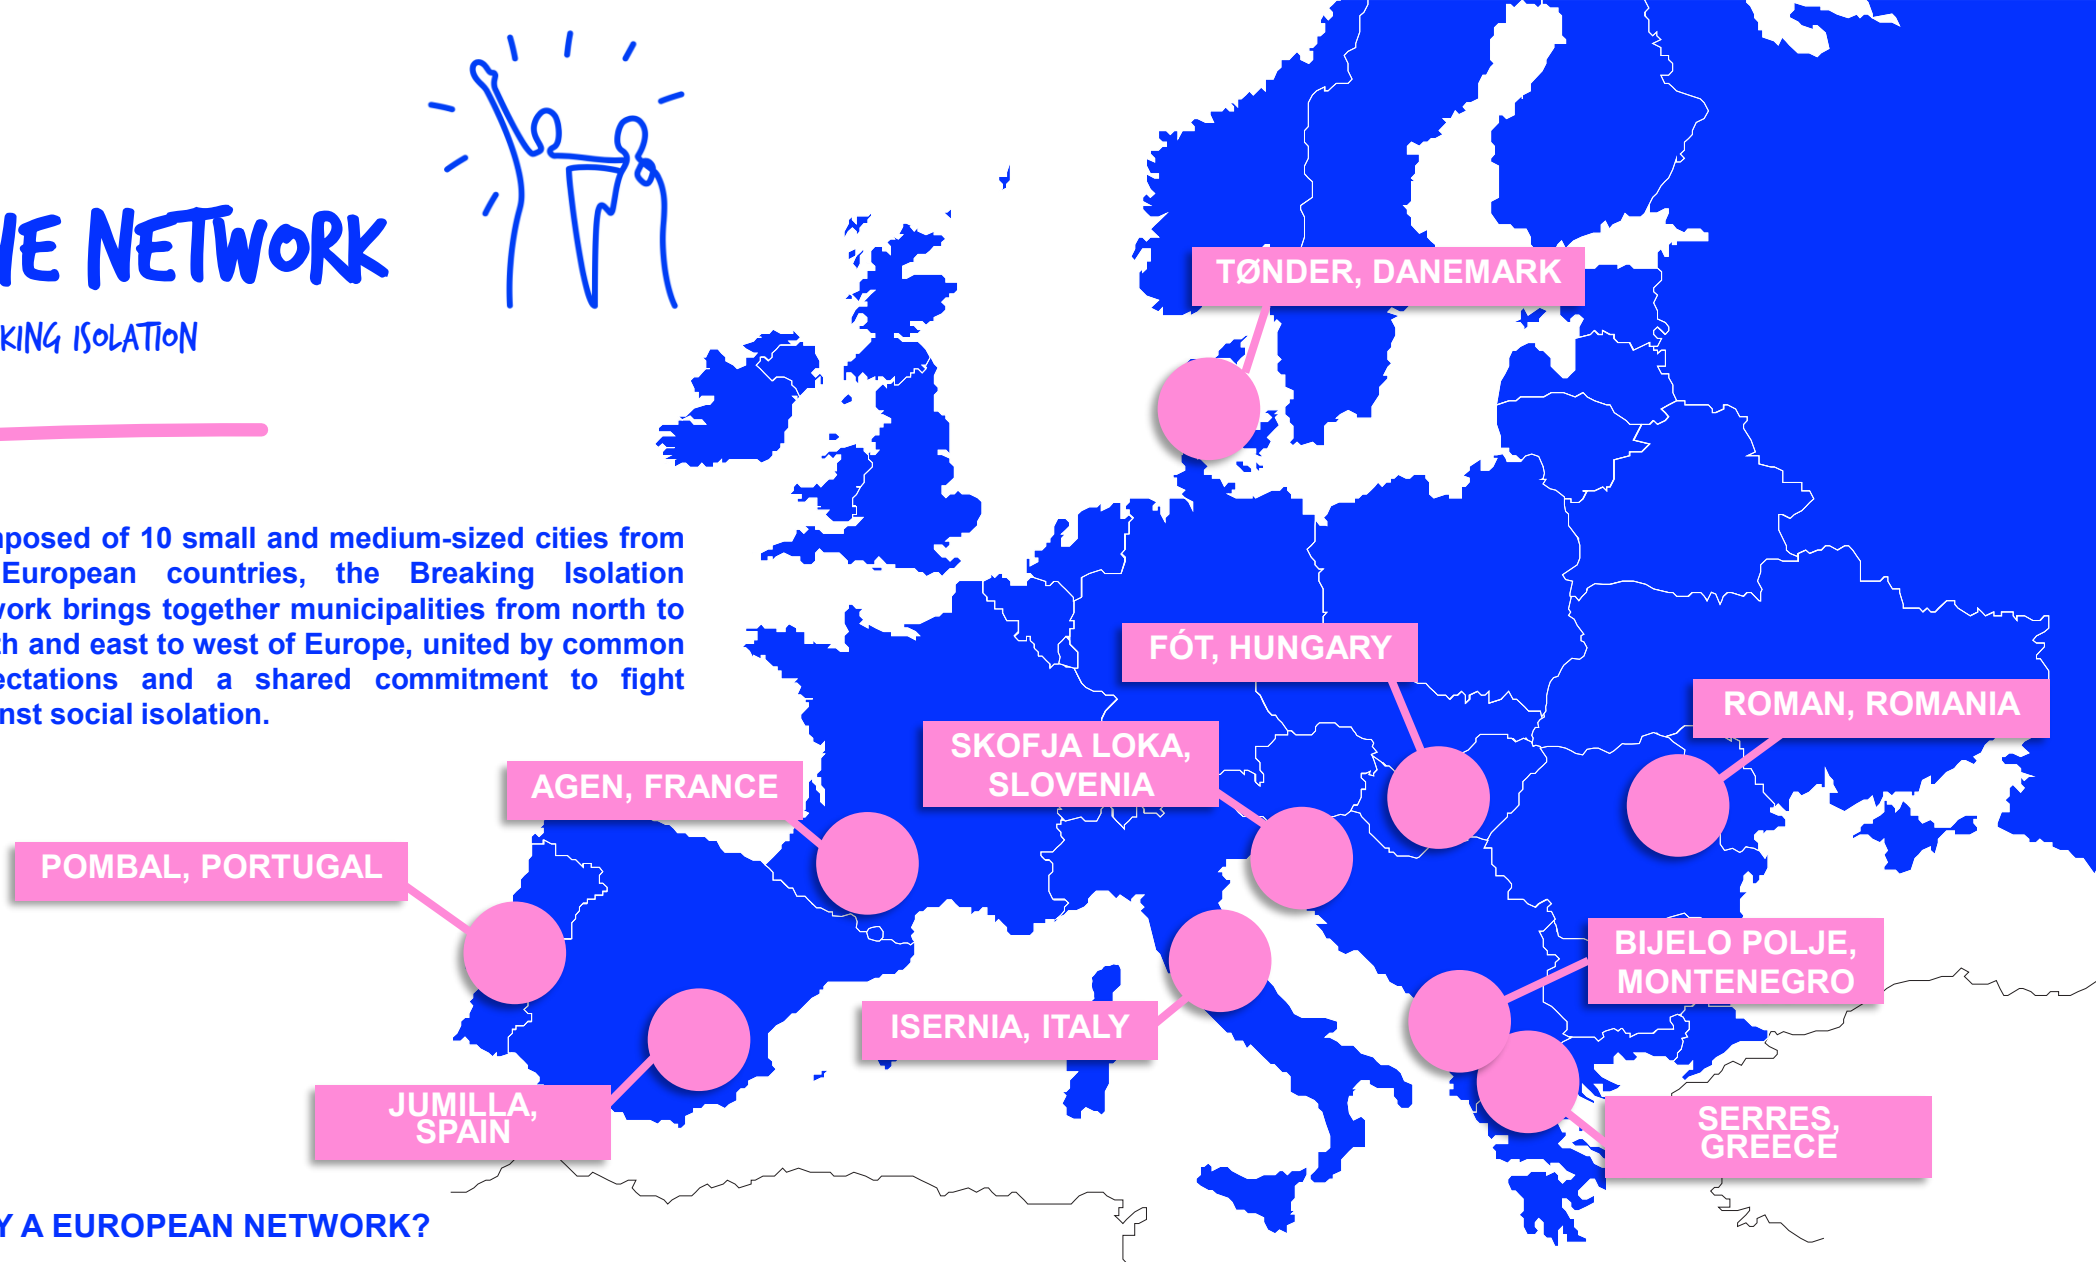 HE NETWORK
KING ISOLATION
mposed of 10 small and medium-sized cities from
European countries, the Breaking Isolation
work brings together municipalities from north to
th and east to west of Europe, united by common
ectations and a shared commitment to fight
inst social isolation.
TØNDER, DANEMARK
FÓT, HUNGARY
ROMAN, ROMANIA
SKOFJA LOKA,
SLOVENIA
AGEN, FRANCE
POMBAL, PORTUGAL
BIJELO POLJE,
MONTENEGRO
ISERNIA, ITALY
JUMILLA,
SPAIN
SERRES,
GREECE
Y A EUROPEAN NETWORK?